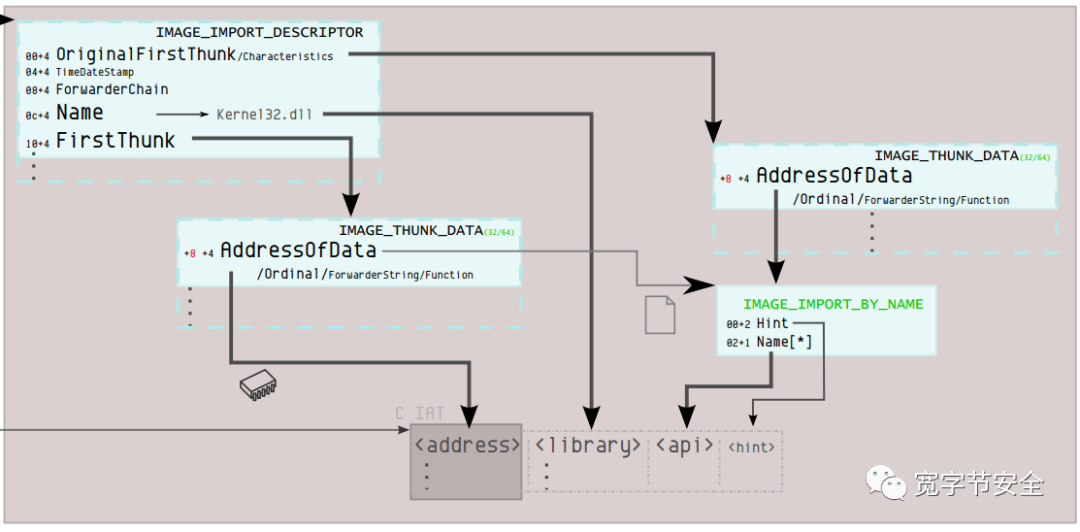 IMAGE_IMPORT_DESCRIPTOR
00+4 OriginalFirstThunk/Characteristics
04+4 TimeDateStamp
08+4 ForwarderChain
0c+4 Name
Kernel32.dll
10+4 FirstThunk
IMAGE_THUNK_DATA(32/64)
+8 +4 AddressOfData
/Ordinal/ForwarderString/Function
IMAGE_THUNK_DATA(32/64)
+8 +4 AddressOfData
/Ordinal/ForwarderString/Function
IMAGE_IMPORT_BY_NAME
00+2 Hint
02+1 Name[*]
C IAT
<address> <library> <api> <hint>
宽字节安全